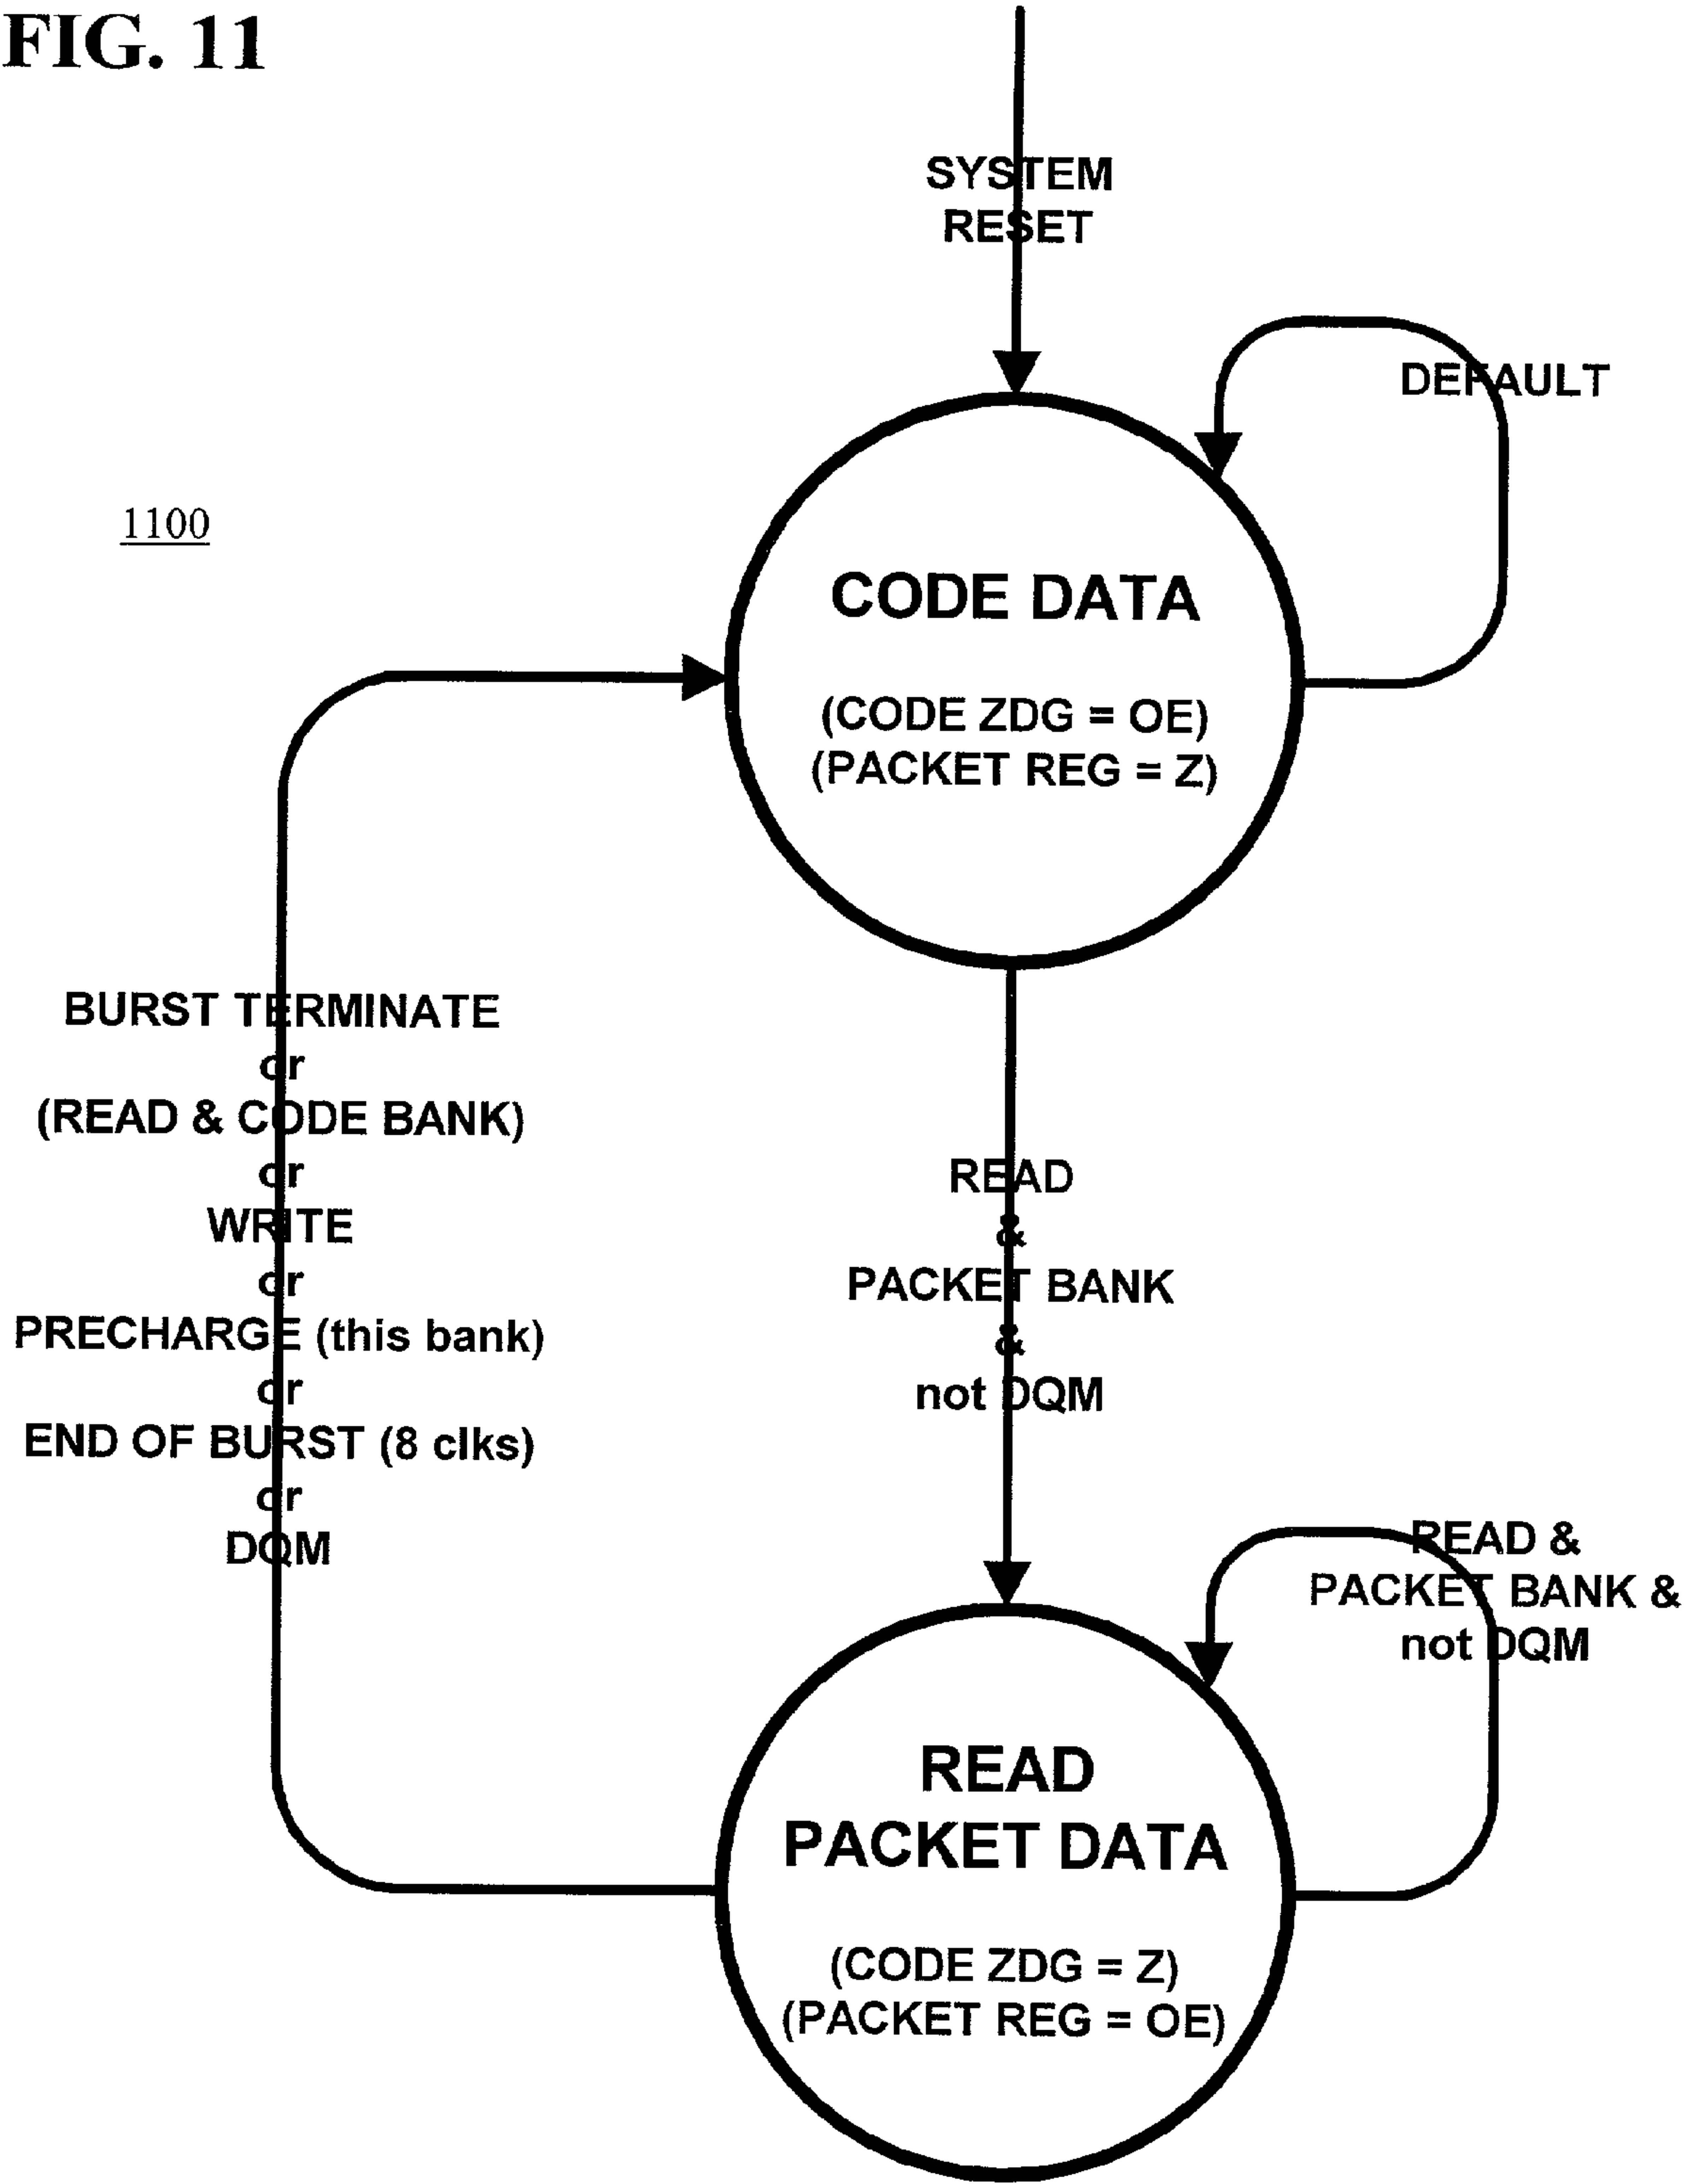 FIG. 11
SYSTEM
RESET
DEFAULT
1100
CODE DATA
(CODE ZDG = OE)
(PACKET REG = Z)
BURST TERMINATE
or
(READ & CODE BANK)
or
WRITE
or
PRECHARGE (this bank)
or
END OF BURST (8 clks)
or
DQM
READ
&
PACKET BANK
&
not DQM
READ &
PACKET BANK &
not DQM
READ
PACKET DATA
(CODE ZDG = Z)
(PACKET REG = OE)